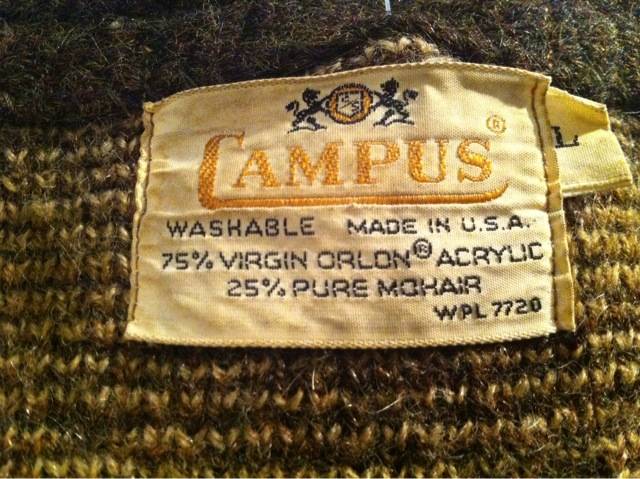 CAMPUS®
L
WASHABLE MADE IN U.S.A.
75% VIRGIN ORLON® ACRYLIC
25% PURE MOHAIR
WPL 7720